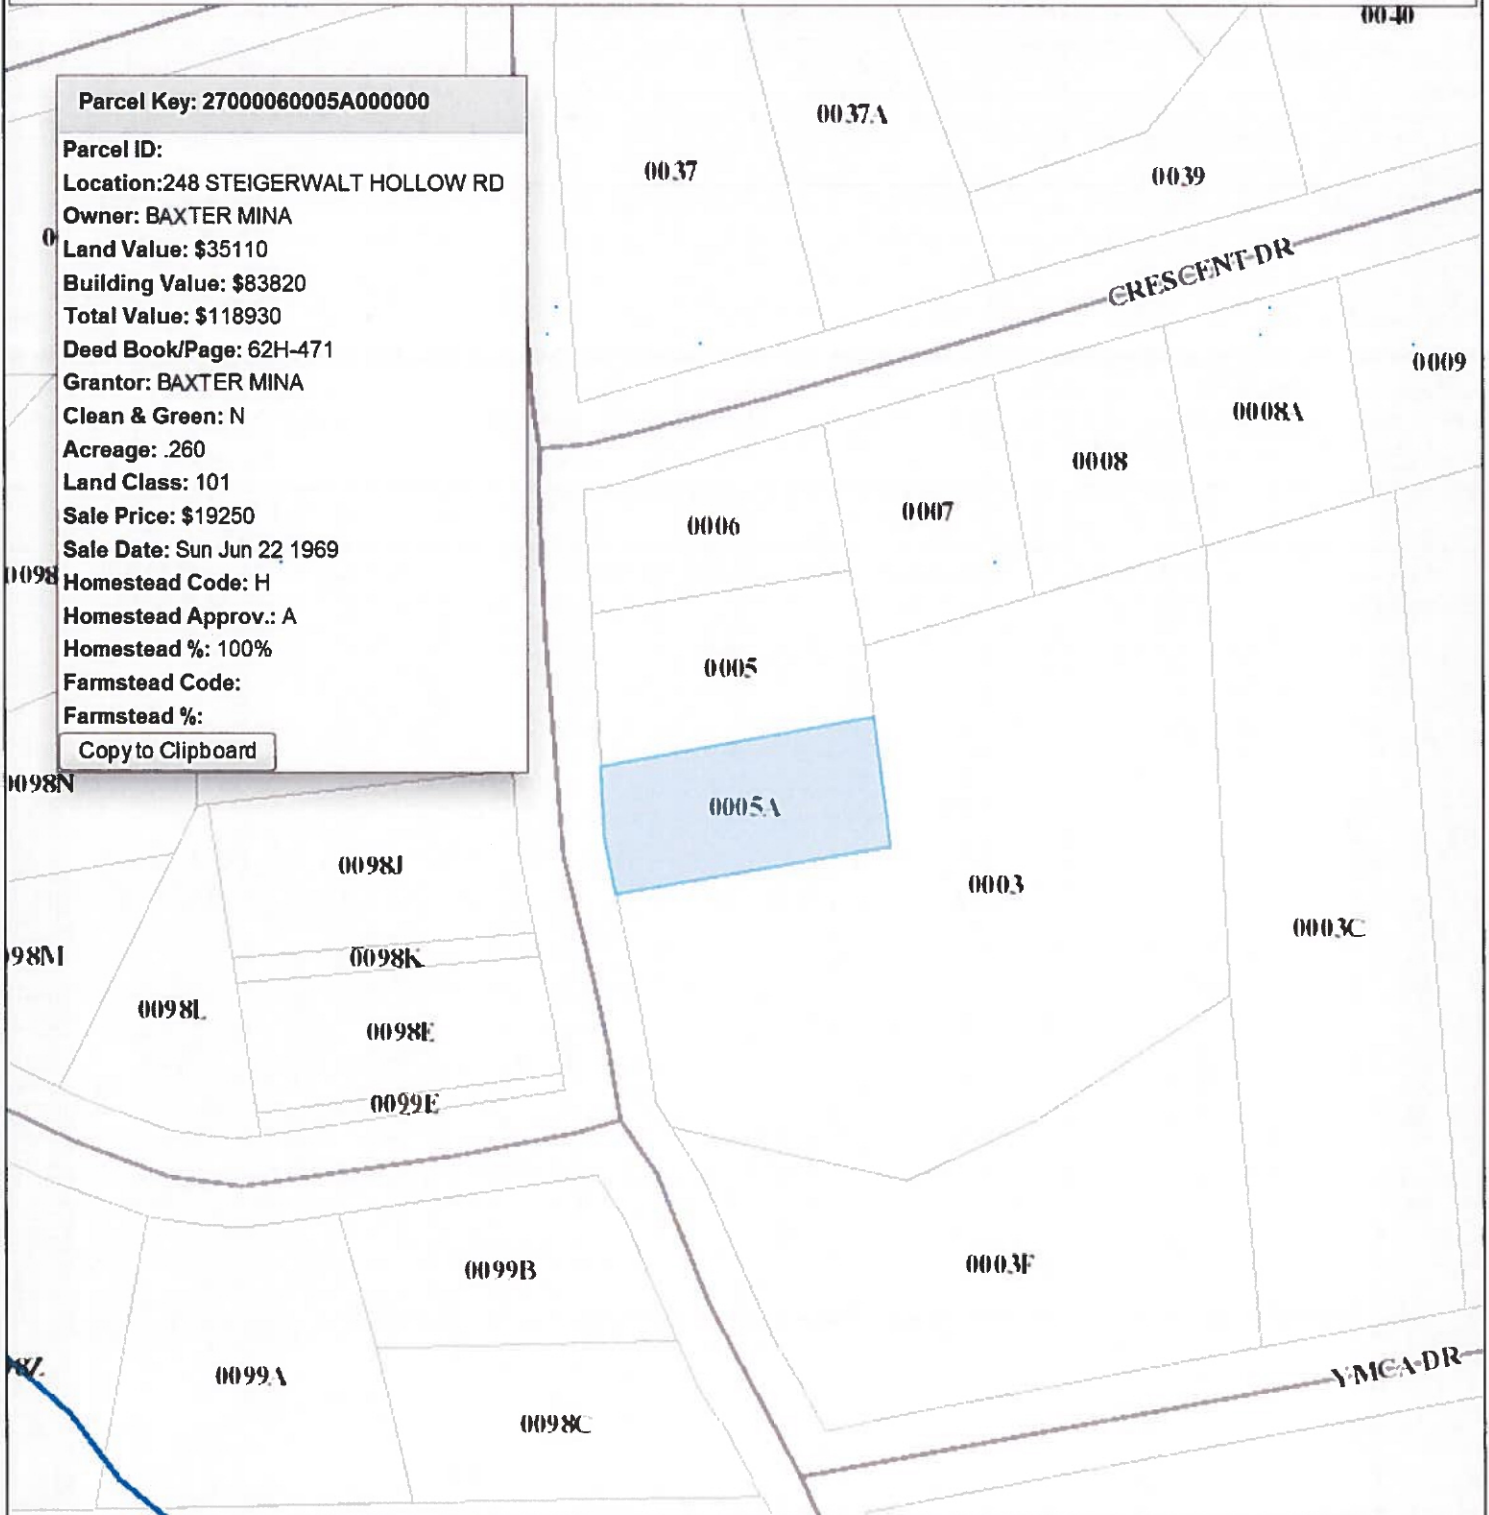 0040
Parcel Key: 27000060005A000000
Parcel ID:
Location:248 STEIGERWALT HOLLOW RD
Owner: BAXTER MINA
Land Value: $35110
Building Value: $83820
Total Value: $118930
Deed Book/Page: 62H-471
Grantor: BAXTER MINA
Clean & Green: N
Acreage: .260
Land Class: 101
Sale Price: $19250
Sale Date: Sun Jun 22 1969
Homestead Code: H
Homestead Approv.: A
Homestead %: 100%
Farmstead Code:
Farmstead %:
Copy to Clipboard
0037A
0037
0039
CRESCENT DR
0009
0008A
0008
0007
0006
0098
0005
0098N
0005A
0098J
0003
0003C
98M
0098K
0098L
0098E
0099E
0099B
0003F
YMCA DR
0099A
0098C